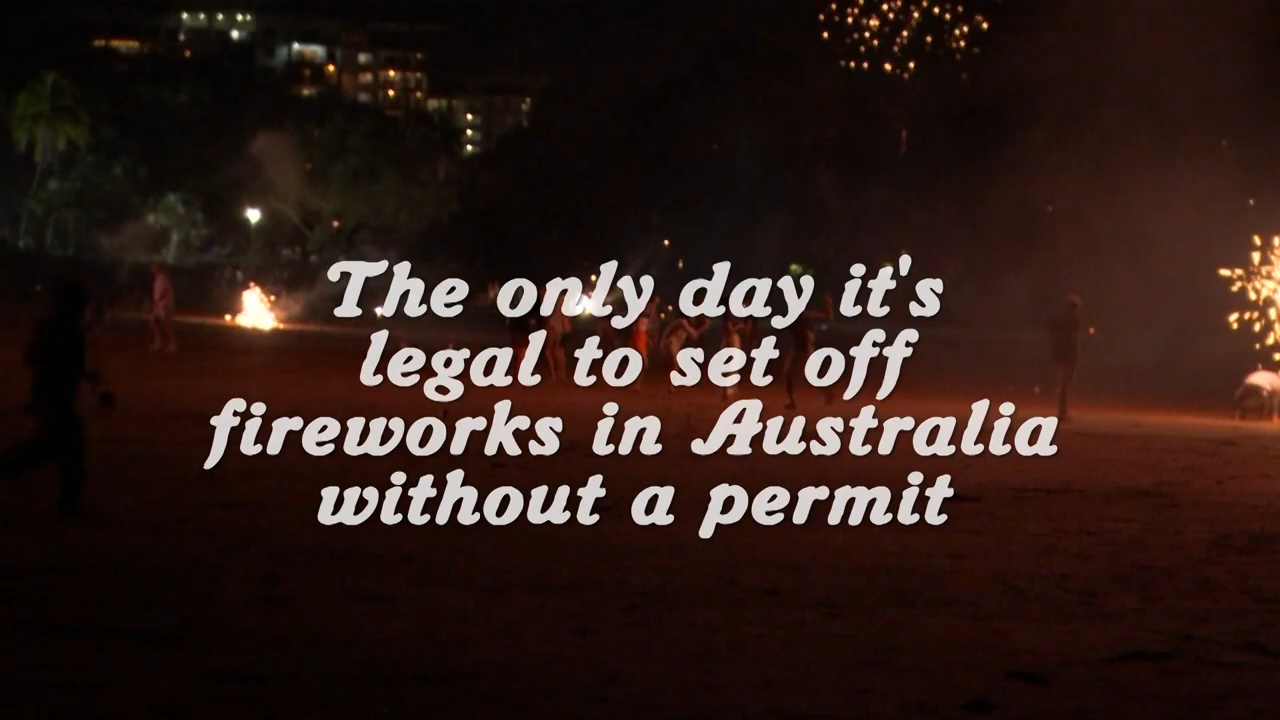 The only day it's
legal to set off
fireworks in Australia
without a permit